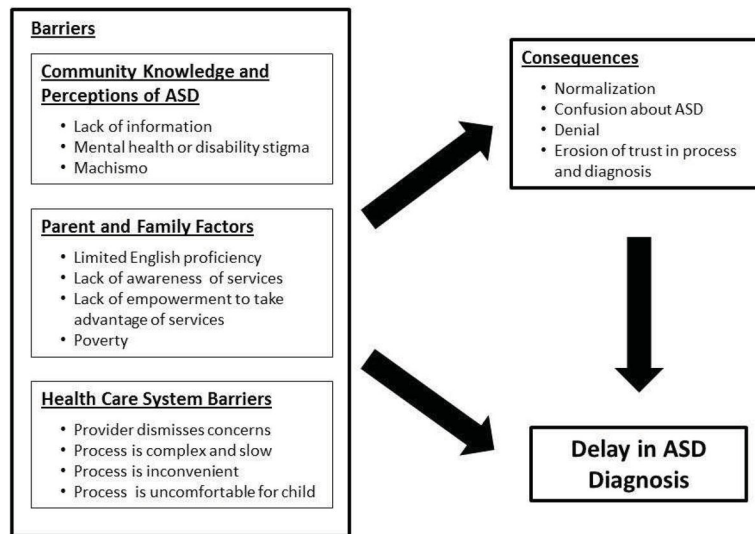 Barriers
Community Knowledge and
Perceptions of ASD
• Lack of information
• Mental health or disability stigma
• Machismo
Parent and Family Factors
• Limited English proficiency
• Lack of awareness of services
• Lack of empowerment to take
advantage of services
• Poverty
Health Care System Barriers
• Provider dismisses concerns
• Process is complex and slow
• Process is inconvenient
• Process is uncomfortable for child
Consequences
• Normalization
• Confusion about ASD
• Denial
• Erosion of trust in process
and diagnosis
Delay in ASD
Diagnosis